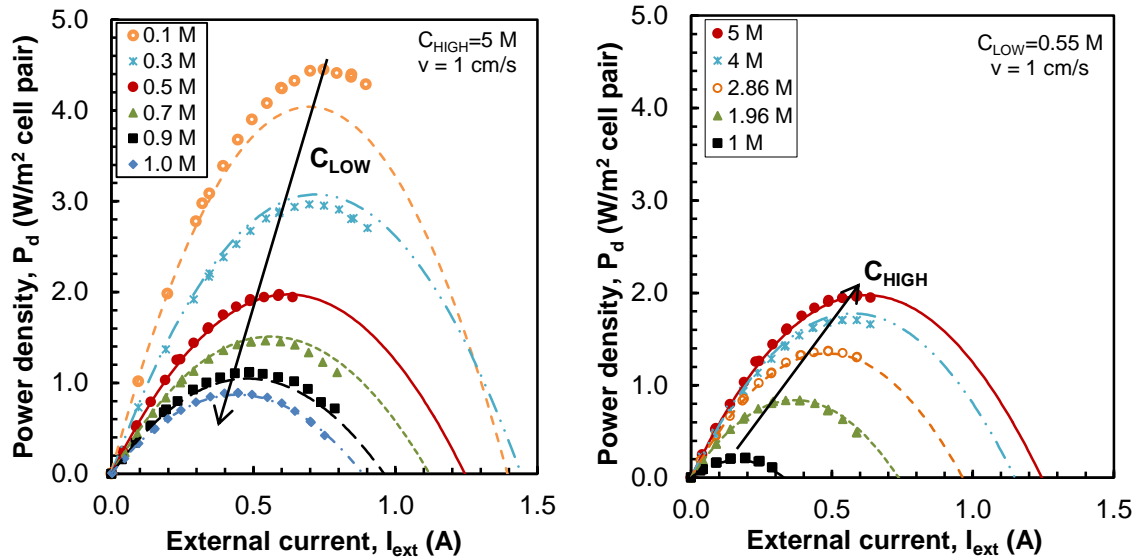 Power density, P_d (W/m² cell pair)
5.0
4.0
3.0
2.0
1.0
0.0
0.1 M
0.3 M
0.5 M
0.7 M
0.9 M
1.0 M
C_HIGH=5 M
v = 1 cm/s
C_LOW
0.0
0.5
1.0
1.5
External current, I_ext (A)
Power density, P_d (W/m² cell pair)
5.0
4.0
3.0
2.0
1.0
0.0
5 M
4 M
2.86 M
1.96 M
1 M
C_LOW=0.55 M
v = 1 cm/s
C_HIGH
0.0
0.5
1.0
1.5
External current, I_ext (A)